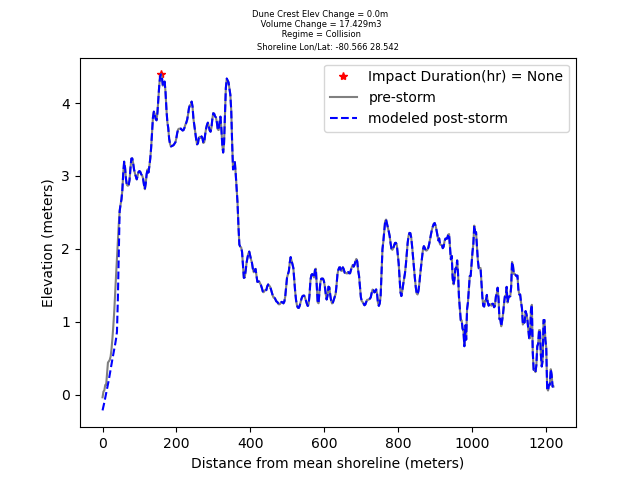 Dune Crest Elev Change = 0.0m
Volume Change = 17.429m3
Regime = Collision
Shoreline Lon/Lat: -80.566 28.542
Impact Duration(hr) = None
pre-storm
modeled post-storm
4
3
2
1
0
Elevation (meters)
0 200 400 600 800 1000 1200
Distance from mean shoreline (meters)